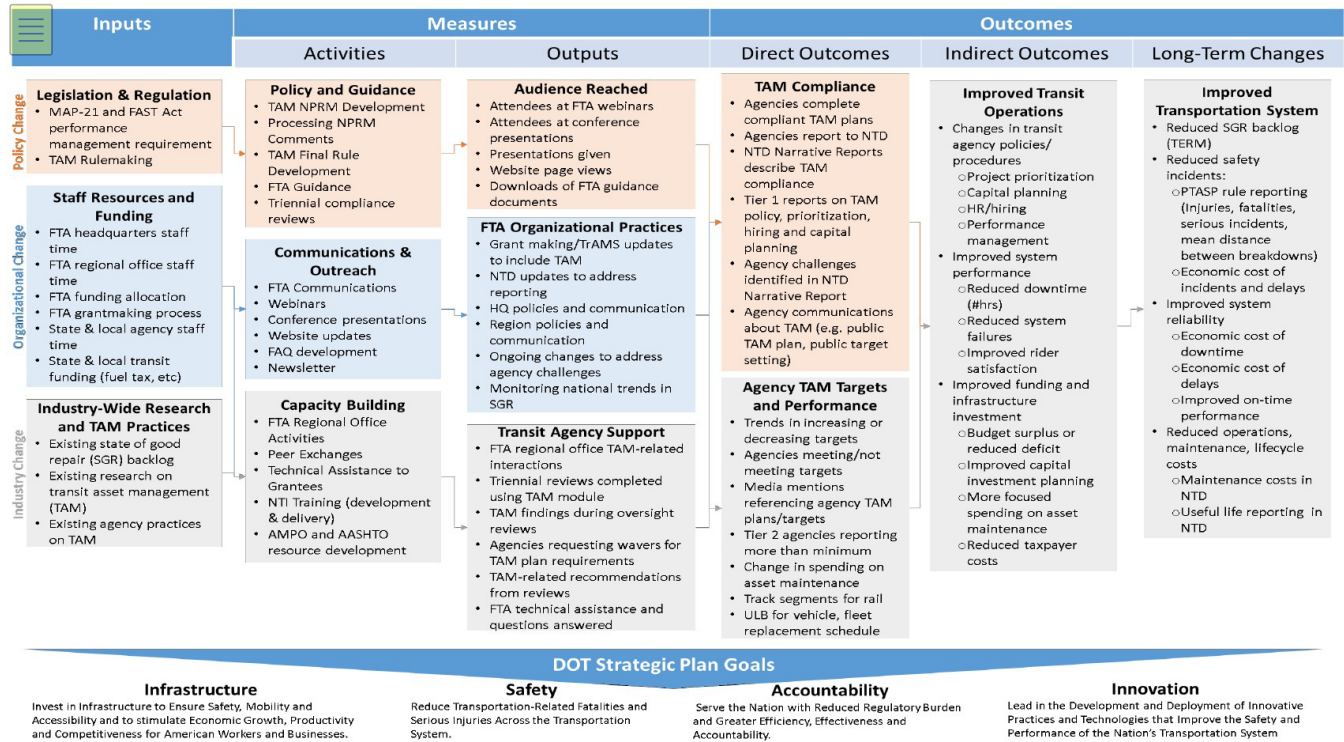 Inputs
Measures
Outcomes
Activities
Outputs
Direct Outcomes
Indirect Outcomes
Long-Term Changes
Policy Change
Organizational Change
Industry Change
Legislation & Regulation
• MAP-21 and FAST Act
performance
management requirement
• TAM Rulemaking
Staff Resources and
Funding
• FTA headquarters staff
time
• FTA regional office staff
time
• FTA funding allocation
• FTA grantmaking process
• State & local agency staff
time
• State & local transit
funding (fuel tax, etc)
Industry-Wide Research
and TAM Practices
• Existing state of good
repair (SGR) backlog
• Existing research on
transit asset management
(TAM)
• Existing agency practices
on TAM
Policy and Guidance
• TAM NPRM Development
• Processing NPRM
Comments
• TAM Final Rule
Development
• FTA Guidance
• Triennial compliance
reviews
Communications &
Outreach
• FTA Communications
• Webinars
• Conference presentations
• Website updates
• FAQ development
• Newsletter
Capacity Building
• FTA Regional Office
Activities
• Peer Exchanges
• Technical Assistance to
Grantees
• NTI Training (development
& delivery)
• AMPO and AASHTO
resource development
Audience Reached
• Attendees at FTA webinars
• Attendees at conference
presentations
• Presentations given
• Website page views
• Downloads of FTA guidance
documents
FTA Organizational Practices
• Grant making/TrAMS updates
to include TAM
• NTD updates to address
reporting
• HQ policies and communication
• Region policies and
communication
• Ongoing changes to address
agency challenges
• Monitoring national trends in
SGR
Transit Agency Support
• FTA regional office TAM-related
interactions
• Triennial reviews completed
using TAM module
• TAM findings during oversight
reviews
• Agencies requesting wavers for
TAM plan requirements
• TAM-related recommendations
from reviews
• FTA technical assistance and
questions answered
TAM Compliance
• Agencies complete
compliant TAM plans
• Agencies report to NTD
• NTD Narrative Reports
describe TAM
compliance
• Tier 1 reports on TAM
policy, prioritization,
hiring and capital
planning
• Agency challenges
identified in NTD
Narrative Report
• Agency communications
about TAM (e.g. public
TAM plan, public target
setting)
Agency TAM Targets
and Performance
• Trends in increasing or
decreasing targets
• Agencies meeting/not
meeting targets
• Media mentions
referencing agency TAM
plans/targets
• Tier 2 agencies reporting
more than minimum
• Change in spending on
asset maintenance
• Track segments for rail
• ULB for vehicle, fleet
replacement schedule
Improved Transit
Operations
• Changes in transit
agency policies/
procedures
o Project prioritization
o Capital planning
o HR/hiring
o Performance
management
• Improved system
performance
o Reduced downtime
(#hrs)
o Reduced system
failures
o Improved rider
satisfaction
• Improved funding and
infrastructure
investment
o Budget surplus or
reduced deficit
o Improved capital
investment planning
o More focused
spending on asset
maintenance
o Reduced taxpayer
costs
Improved
Transportation System
• Reduced SGR backlog
(TERM)
• Reduced safety
incidents:
o PTASP rule reporting
(Injuries, fatalities,
serious incidents,
mean distance
between breakdowns)
o Economic cost of
incidents and delays
• Improved system
reliability
o Economic cost of
downtime
o Economic cost of
delays
o Improved on-time
performance
• Reduced operations,
maintenance, lifecycle
costs
o Maintenance costs in
NTD
o Useful life reporting in
NTD
DOT Strategic Plan Goals
Infrastructure
Invest in Infrastructure to Ensure Safety, Mobility and
Accessibility and to stimulate Economic Growth, Productivity
and Competitiveness for American Workers and Businesses.
Safety
Reduce Transportation-Related Fatalities and
Serious Injuries Across the Transportation
System.
Accountability
Serve the Nation with Reduced Regulatory Burden
and Greater Efficiency, Effectiveness and
Accountability.
Innovation
Lead in the Development and Deployment of Innovative
Practices and Technologies that Improve the Safety and
Performance of the Nation's Transportation System